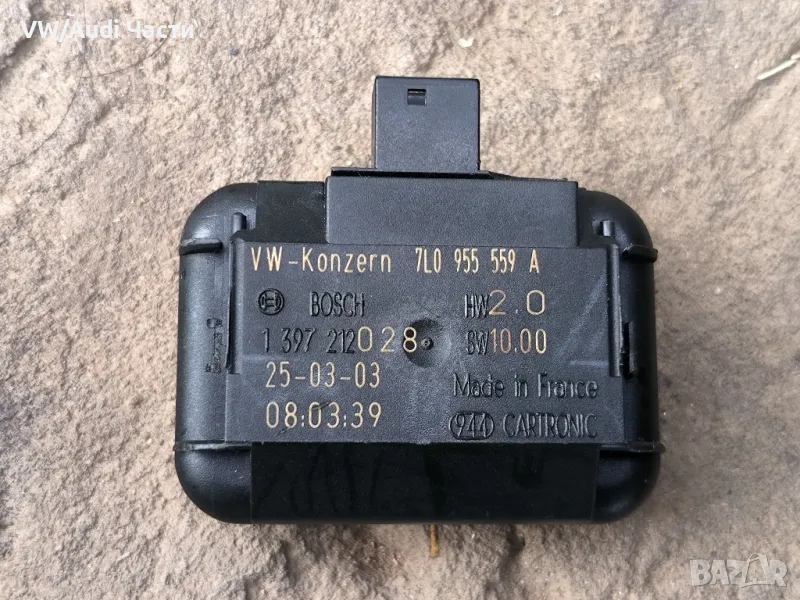 VW/Audi Части
VW-Konzern 7L0 955 559 A
BOSCH HW2.0
1 397 212028 SW10.00
25-03-03 Made in France
08:03:39 944 CARTRONIC
BAZAR